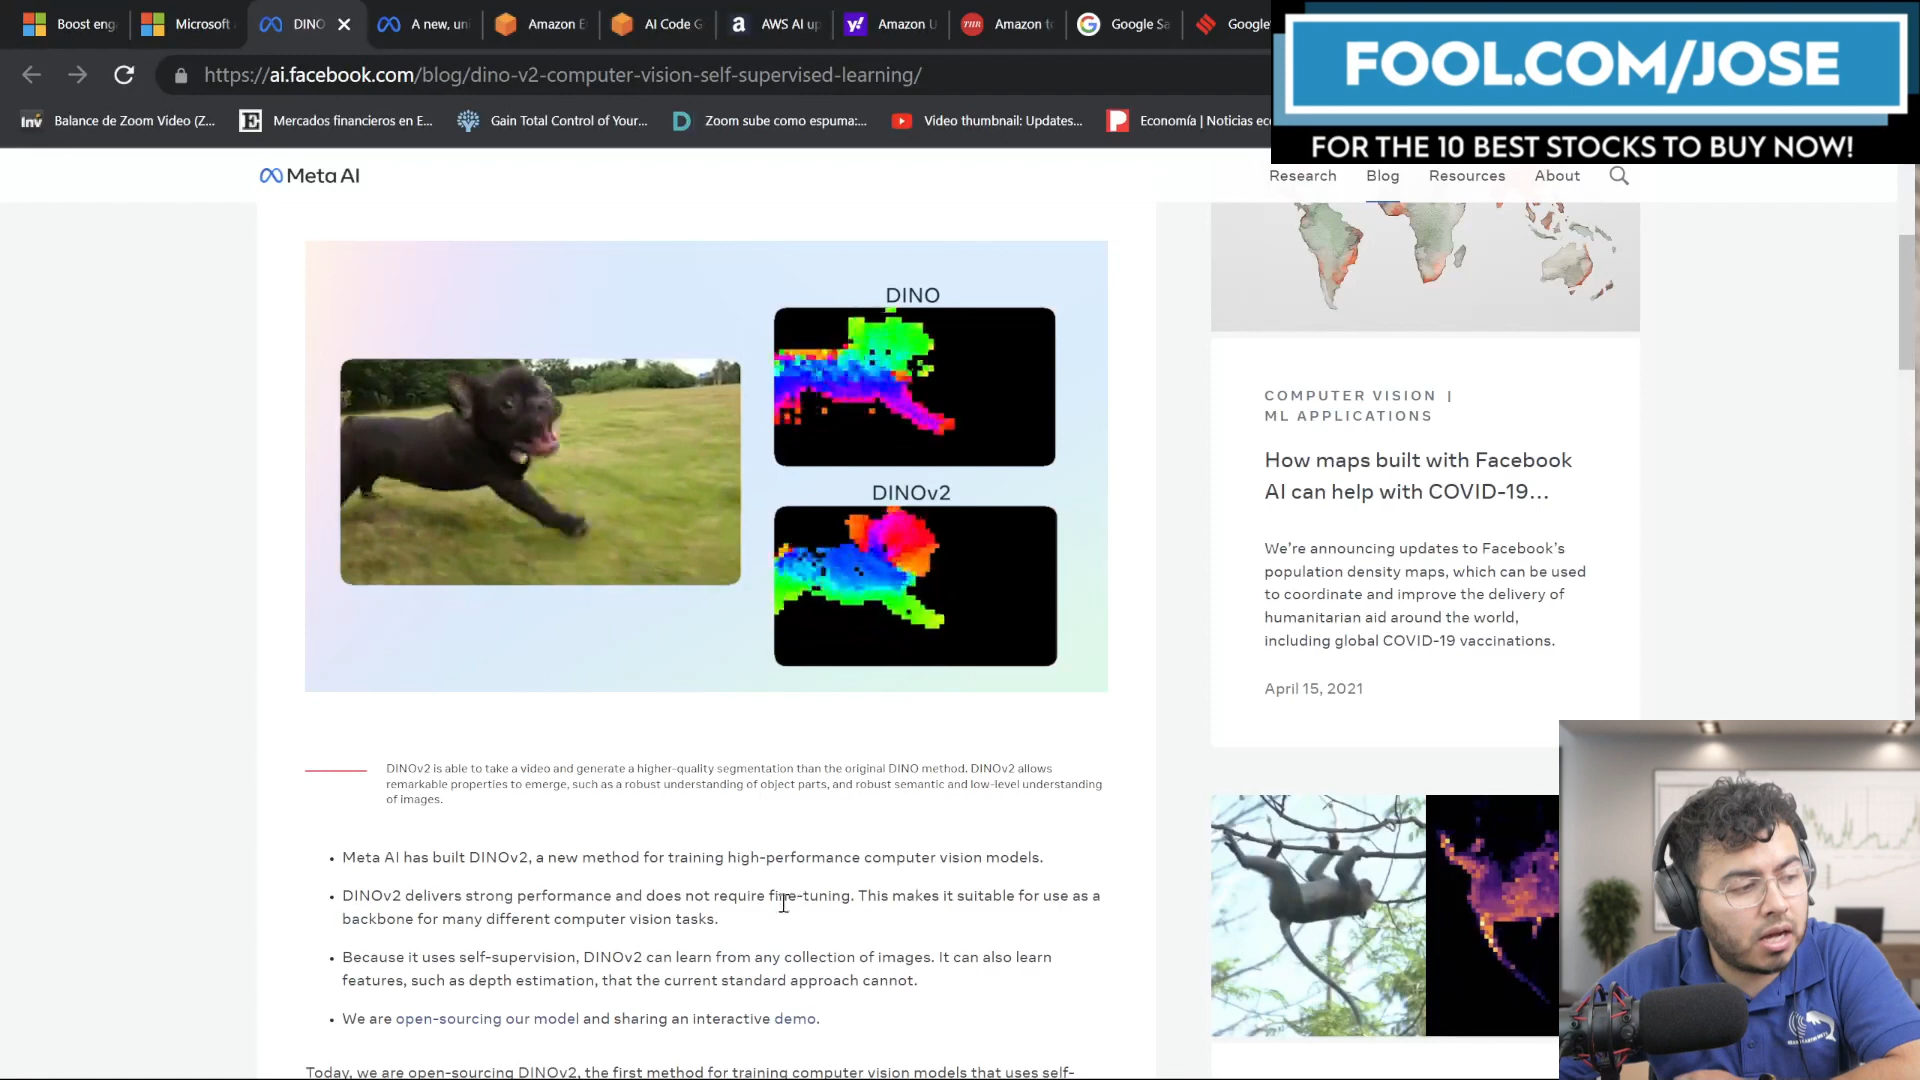 Boost eng
Microsoft
DINO
A new, un
Amazon E
AI Code G
AWS AI up
Amazon U
Amazon to
Google Sa
Google
https://ai.facebook.com/blog/dino-v2-computer-vision-self-supervised-learning/
Inv
Balance de Zoom Video (Z...
Mercados financieros en E...
Gain Total Control of Your...
Zoom sube como espuma:...
Video thumbnail: Updates...
Economía | Noticias ec
FOOL.COM/JOSE
FOR THE 10 BEST STOCKS TO BUY NOW!
Meta AI
Research
Blog
Resources
About
DINO
DINOv2
DINOv2 is able to take a video and generate a higher-quality segmentation than the original DINO method. DINOv2 allows
remarkable properties to emerge, such as a robust understanding of object parts, and robust semantic and low-level understanding
of images.
• Meta AI has built DINOv2, a new method for training high-performance computer vision models.
• DINOv2 delivers strong performance and does not require fine-tuning. This makes it suitable for use as a
backbone for many different computer vision tasks.
• Because it uses self-supervision, DINOv2 can learn from any collection of images. It can also learn
features, such as depth estimation, that the current standard approach cannot.
• We are open-sourcing our model and sharing an interactive demo.
Today, we are open-sourcing DINOv2, the first method for training computer vision models that uses self-
COMPUTER VISION |
ML APPLICATIONS
How maps built with Facebook
AI can help with COVID-19...
We're announcing updates to Facebook's
population density maps, which can be used
to coordinate and improve the delivery of
humanitarian aid around the world,
including global COVID-19 vaccinations.
April 15, 2021